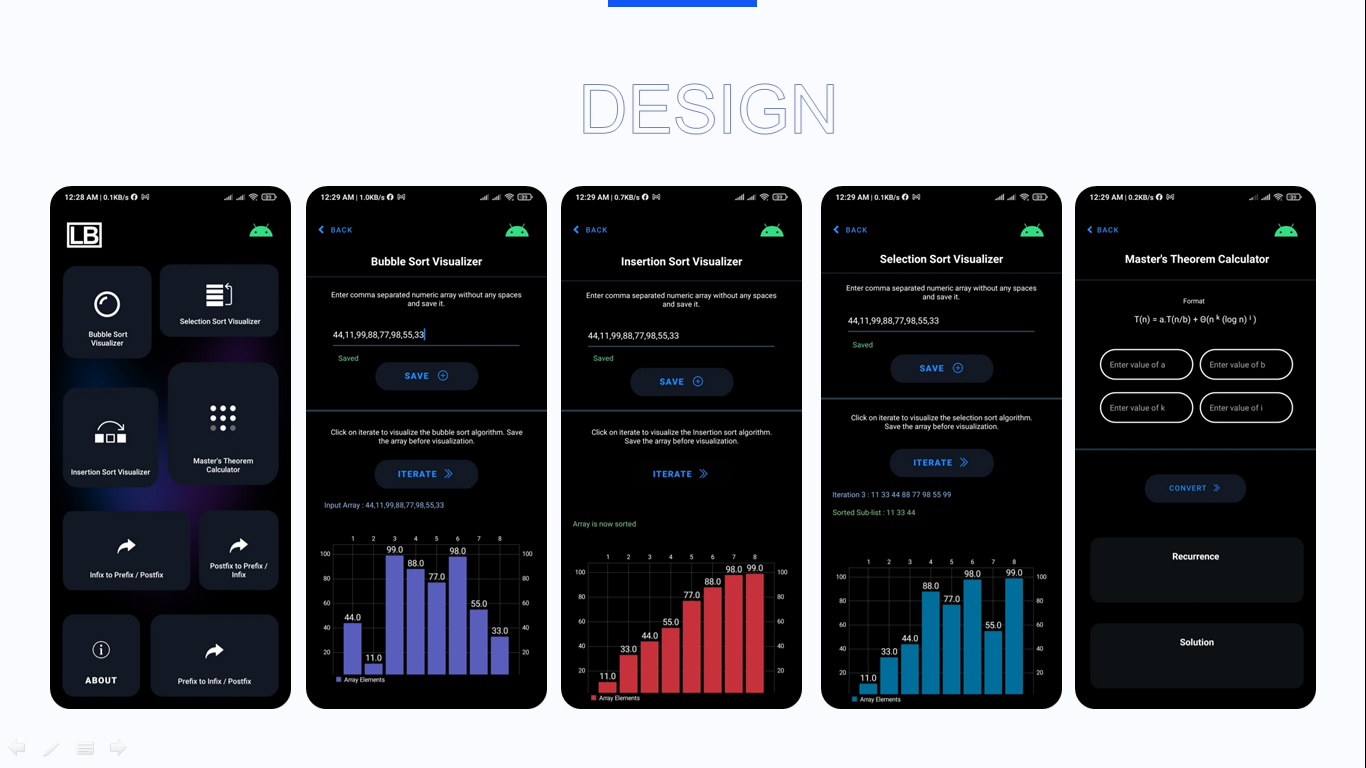 DESIGN
12:28 AM | 0.1KB/s
LB
Bubble Sort
Visualizer
Selection Sort Visualizer
Insertion Sort Visualizer
Master's Theorem
Calculator
Infix to Prefix / Postfix
Postfix to Prefix /
Infix
ABOUT
Prefix to Infix / Postfix
12:29 AM | 1.0KB/s
BACK
Bubble Sort Visualizer
Enter comma separated numeric array without any spaces
and save it.
44,11,99,88,77,98,55,33
Saved
SAVE
Click on iterate to visualize the bubble sort algorithm. Save
the array before visualization.
ITERATE
Input Array : 44,11,99,88,77,98,55,33
1 2 3 4 5 6 7 8
100 99.0 98.0 100
88.0
80 77.0 80
60 55.0 60
44.0
40 33.0 40
20 11.0 20
Array Elements
12:29 AM | 0.7KB/s
BACK
Insertion Sort Visualizer
Enter comma separated numeric array without any spaces
and save it.
44,11,99,88,77,98,55,33
Saved
SAVE
Click on iterate to visualize the Insertion sort algorithm.
Save the array before visualization.
ITERATE
Array is now sorted
1 2 3 4 5 6 7 8
100 98.0 99.0 100
88.0
80 77.0 80
60 55.0 60
44.0
40 33.0 40
20 11.0 20
Array Elements
12:29 AM | 0.1KB/s
BACK
Selection Sort Visualizer
Enter comma separated numeric array without any spaces
and save it.
44,11,99,88,77,98,55,33
Saved
SAVE
Click on iterate to visualize the selection sort algorithm.
Save the array before visualization.
ITERATE
Iteration 3 : 11 33 44 88 77 98 55 99
Sorted Sub-list : 11 33 44
1 2 3 4 5 6 7 8
100 98.0 99.0 100
88.0
80 77.0 80
60 55.0 60
44.0
40 33.0 40
20 11.0 20
Array Elements
12:29 AM | 0.2KB/s
BACK
Master's Theorem Calculator
Format
T(n) = a.T(n/b) + Θ(n ᵏ (log n) ⁱ )
Enter value of a
Enter value of b
Enter value of k
Enter value of i
CONVERT
Recurrence
Solution